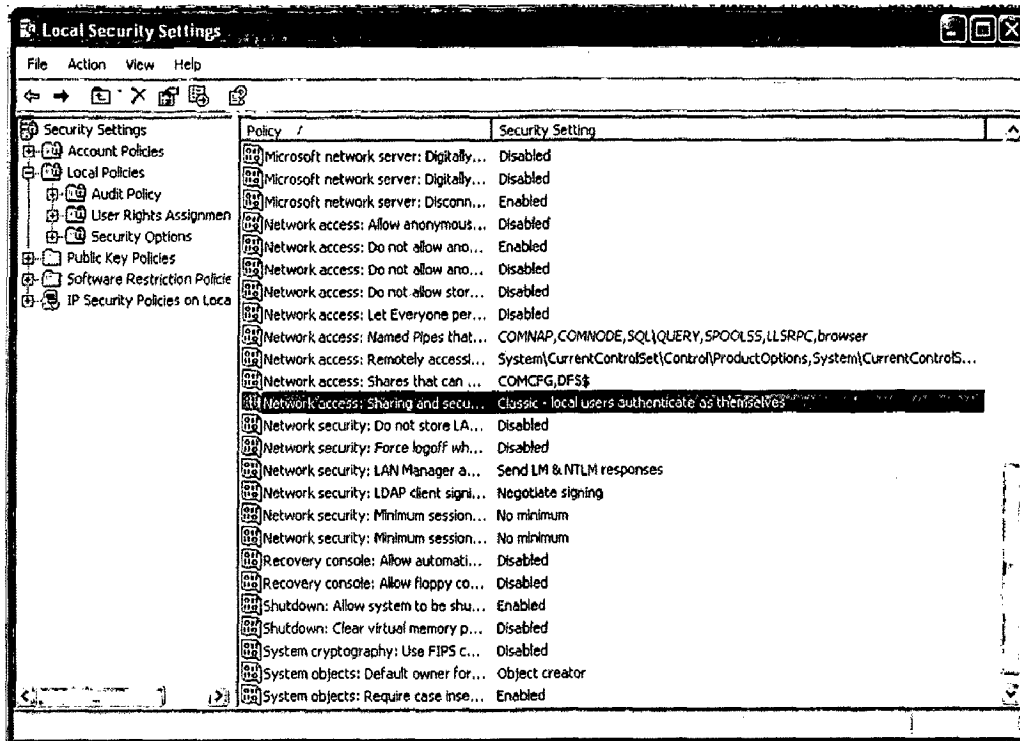 Local Security Settings
File Action View Help
Security Settings
Account Policies
Local Policies
Audit Policy
User Rights Assignmen
Security Options
Public Key Policies
Software Restriction Policie
IP Security Policies on Loca
Policy / Security Setting
Microsoft network server: Digitally... Disabled
Microsoft network server: Digitally... Disabled
Microsoft network server: Disconn... Enabled
Network access: Allow anonymous... Disabled
Network access: Do not allow ano... Enabled
Network access: Do not allow ano... Disabled
Network access: Do not allow stor... Disabled
Network access: Let Everyone per... Disabled
Network access: Named Pipes that... COMNAP,COMNODE,SQL\QUERY,SPOOLSS,LLSRPC,browser
Network access: Remotely accessi... System\CurrentControlSet\Control\ProductOptions,System\CurrentControlS...
Network access: Shares that can ... COMCFG,DFS$
Network access: Sharing and secu... Classic - local users authenticate as themselves
Network security: Do not store LA... Disabled
Network security: Force logoff wh... Disabled
Network security: LAN Manager a... Send LM & NTLM responses
Network security: LDAP client signi... Negotiate signing
Network security: Minimum session... No minimum
Network security: Minimum session... No minimum
Recovery console: Allow automati... Disabled
Recovery console: Allow floppy co... Disabled
Shutdown: Allow system to be shu... Enabled
Shutdown: Clear virtual memory p... Disabled
System cryptography: Use FIPS c... Disabled
System objects: Default owner for... Object creator
System objects: Require case inse... Enabled